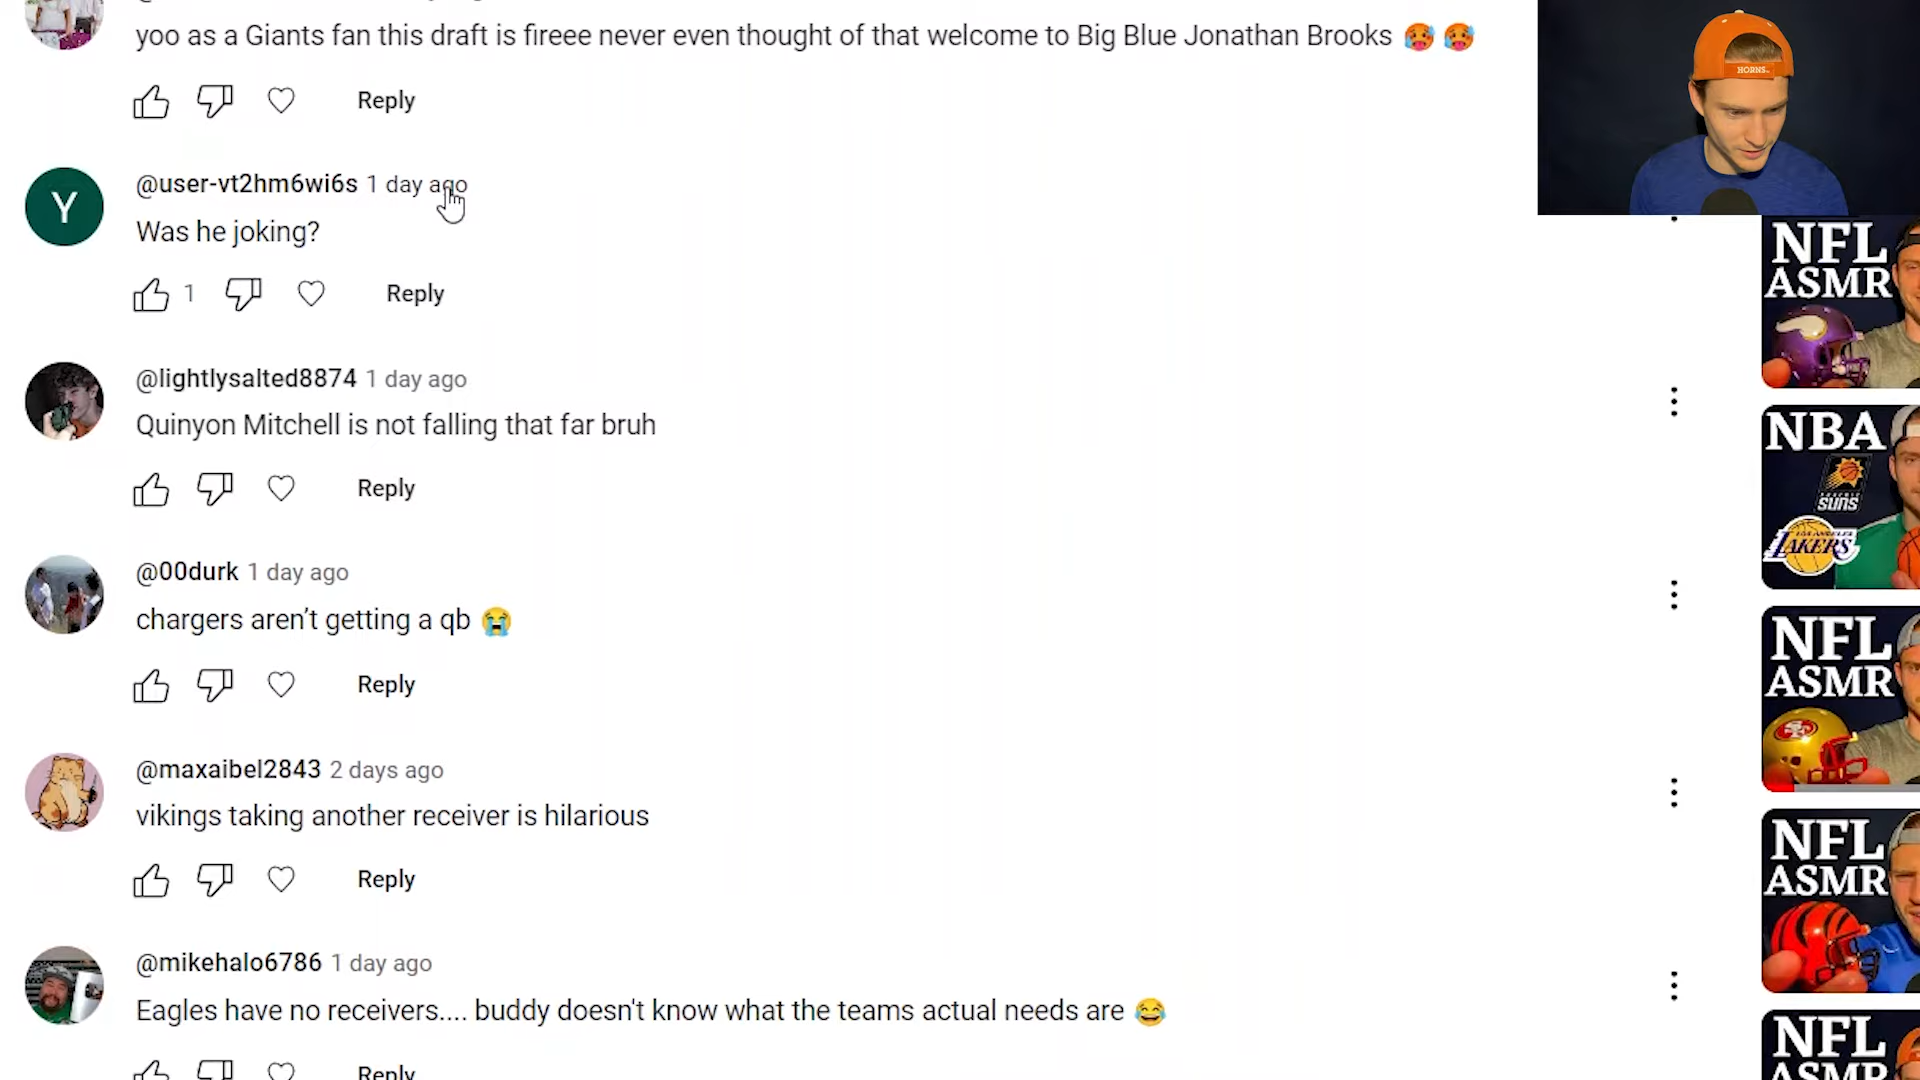 yoo as a Giants fan this draft is fireee never even thought of that welcome to Big Blue Jonathan Brooks 🥵 🥵
Reply
HORNS
Y
@user-vt2hm6wi6s 1 day ago
Was he joking?
1
Reply
@lightlysalted8874 1 day ago
Quinyon Mitchell is not falling that far bruh
Reply
@00durk 1 day ago
chargers aren’t getting a qb 😭
Reply
@maxaibel2843 2 days ago
vikings taking another receiver is hilarious
Reply
@mikehalo6786 1 day ago
Eagles have no receivers.... buddy doesn't know what the teams actual needs are 😂
Reply
NFL
ASMR
NBA
SUNS
LAKERS
NFL
ASMR
NFL
ASMR
NFL
ASMR